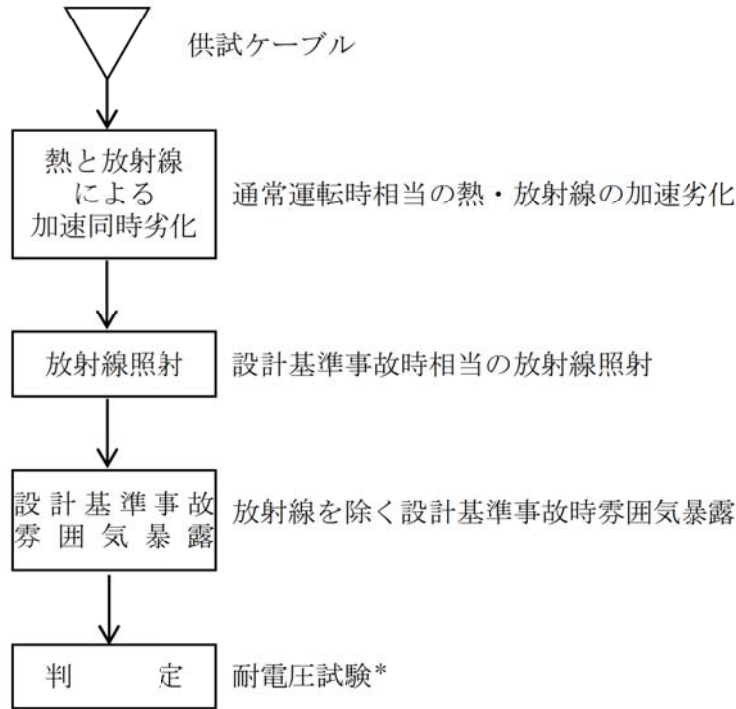 供試ケーブル
熱と放射線
による
加速同時劣化
通常運転時相当の熱・放射線の加速劣化
放射線照射
設計基準事故時相当の放射線照射
設計基準事故
雰囲気暴露
放射線を除く設計基準事故時雰囲気暴露
判 定
耐電圧試験*